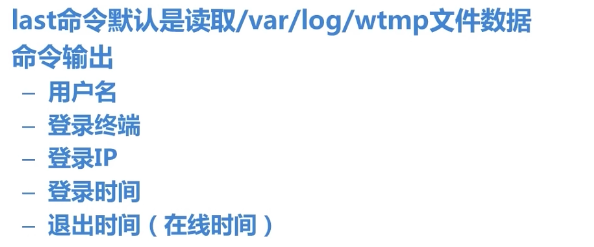 last命令默认是读取/var/log/wtmp文件数据
命令输出
– 用户名
– 登录终端
– 登录IP
– 登录时间
– 退出时间（在线时间）